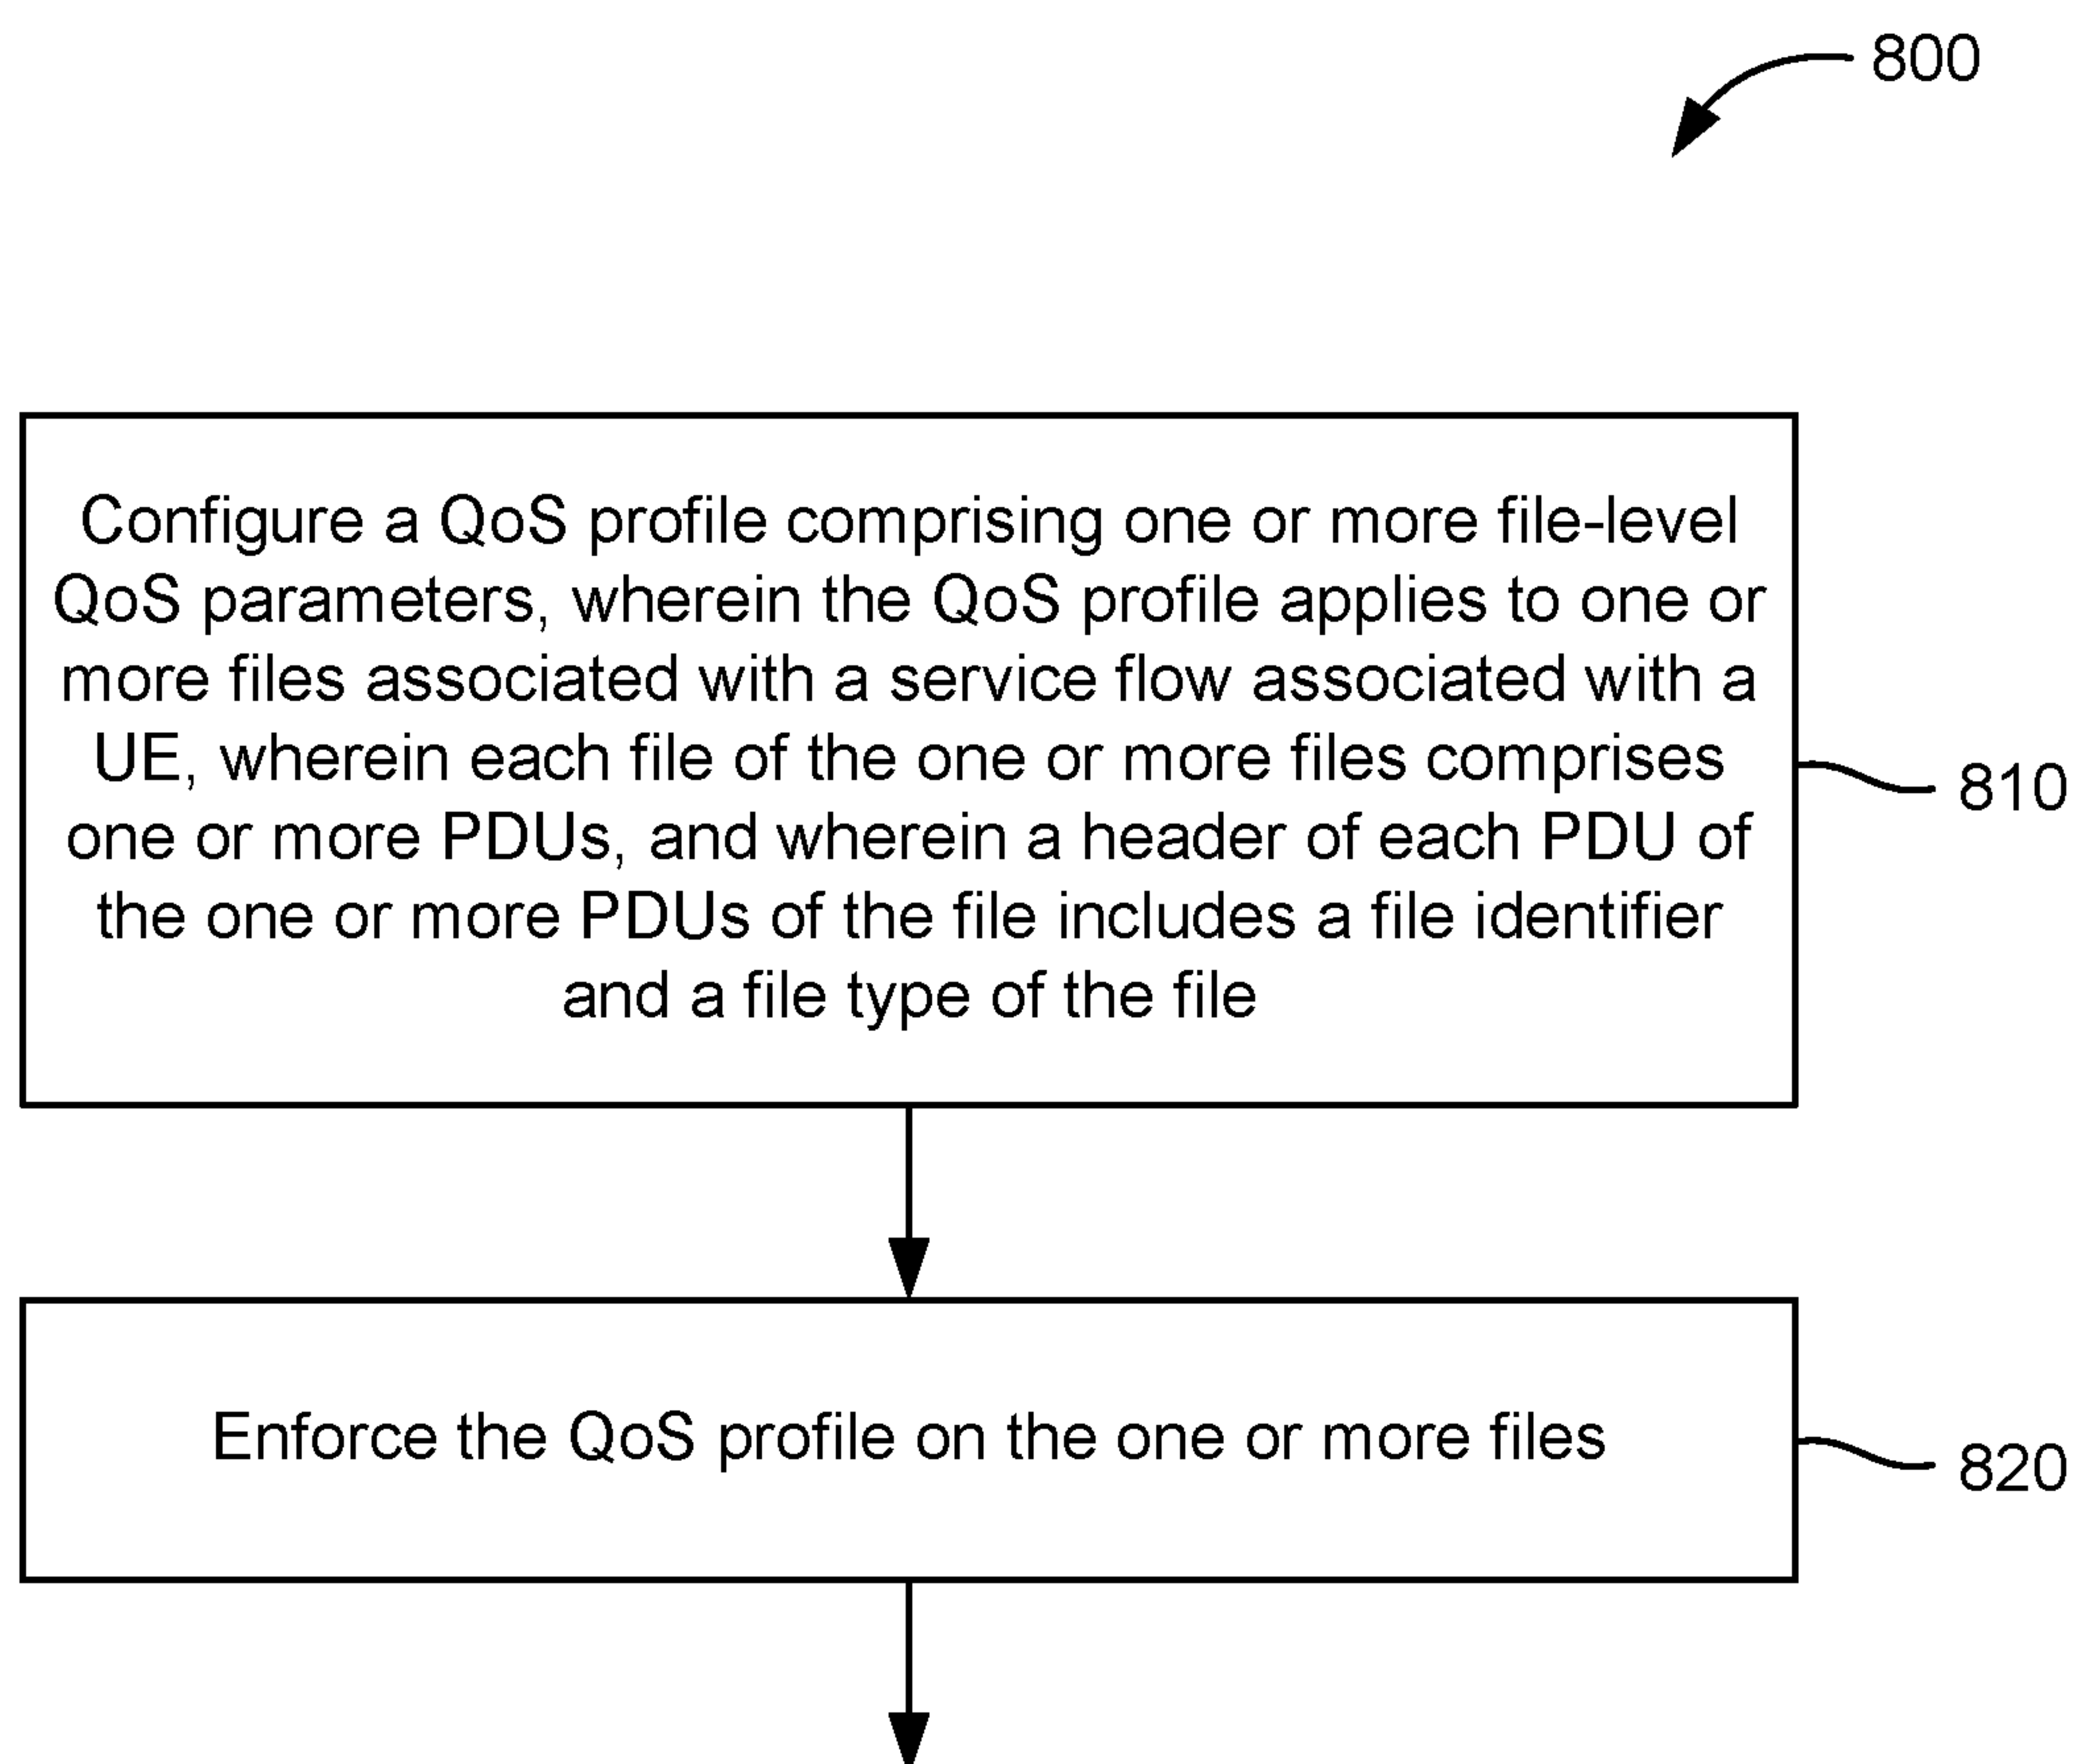 800
Configure a QoS profile comprising one or more file-level
QoS parameters, wherein the QoS profile applies to one or
more files associated with a service flow associated with a
UE, wherein each file of the one or more files comprises
one or more PDUs, and wherein a header of each PDU of
the one or more PDUs of the file includes a file identifier
and a file type of the file
810
Enforce the QoS profile on the one or more files
820